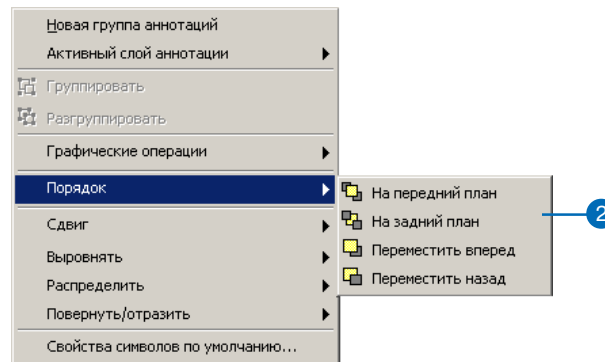 Новая группа аннотаций
Активный слой аннотации
Группировать
Разгруппировать
Графические операции
Порядок
На передний план
На задний план
Переместить вперед
Переместить назад
2
Сдвиг
Выровнять
Распределить
Повернуть/отразить
Свойства символов по умолчанию...